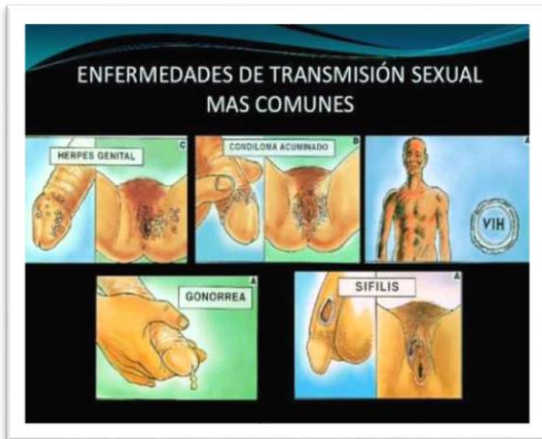 ENFERMEDADES DE TRANSMISIÓN SEXUAL
MAS COMUNES
HERPES GENITAL
C
CONDILOMA ACUMINADO
B
VIH
GONORREA
A
SIFILIS
A